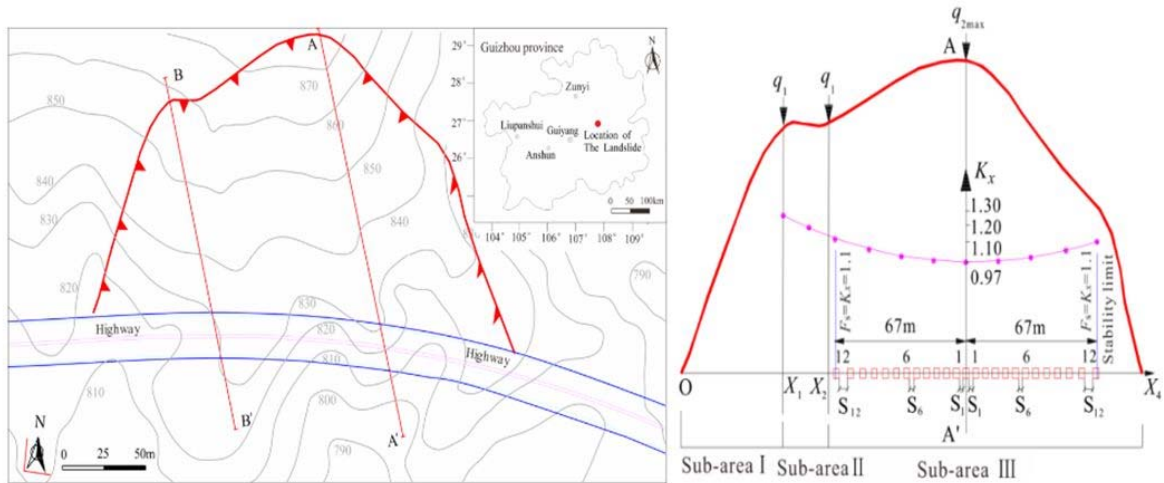 A
B
870
860
850
850
840
840
830
820
830
820
810
810
800
790
790
Highway
Highway
B'
A'
N
0 25 50m
Guizhou province
N
29°
28°
27°
26°
Zunyi
Liupanshui
Guiyang
Anshun
Location of
The Landslide
0 50 100km
104° 105° 106° 107° 108° 109°
q2max
A
q1
q1
Kx
1.30
1.20
1.10
0.97
Fs=Kx=1.1
Fs=Kx=1.1
Stability limit
67m
67m
12 6 1 1 6 12
O X1 X2 X4
S12 S6 S1 S1 S6 S12
A'
Sub-area I Sub-area II Sub-area III